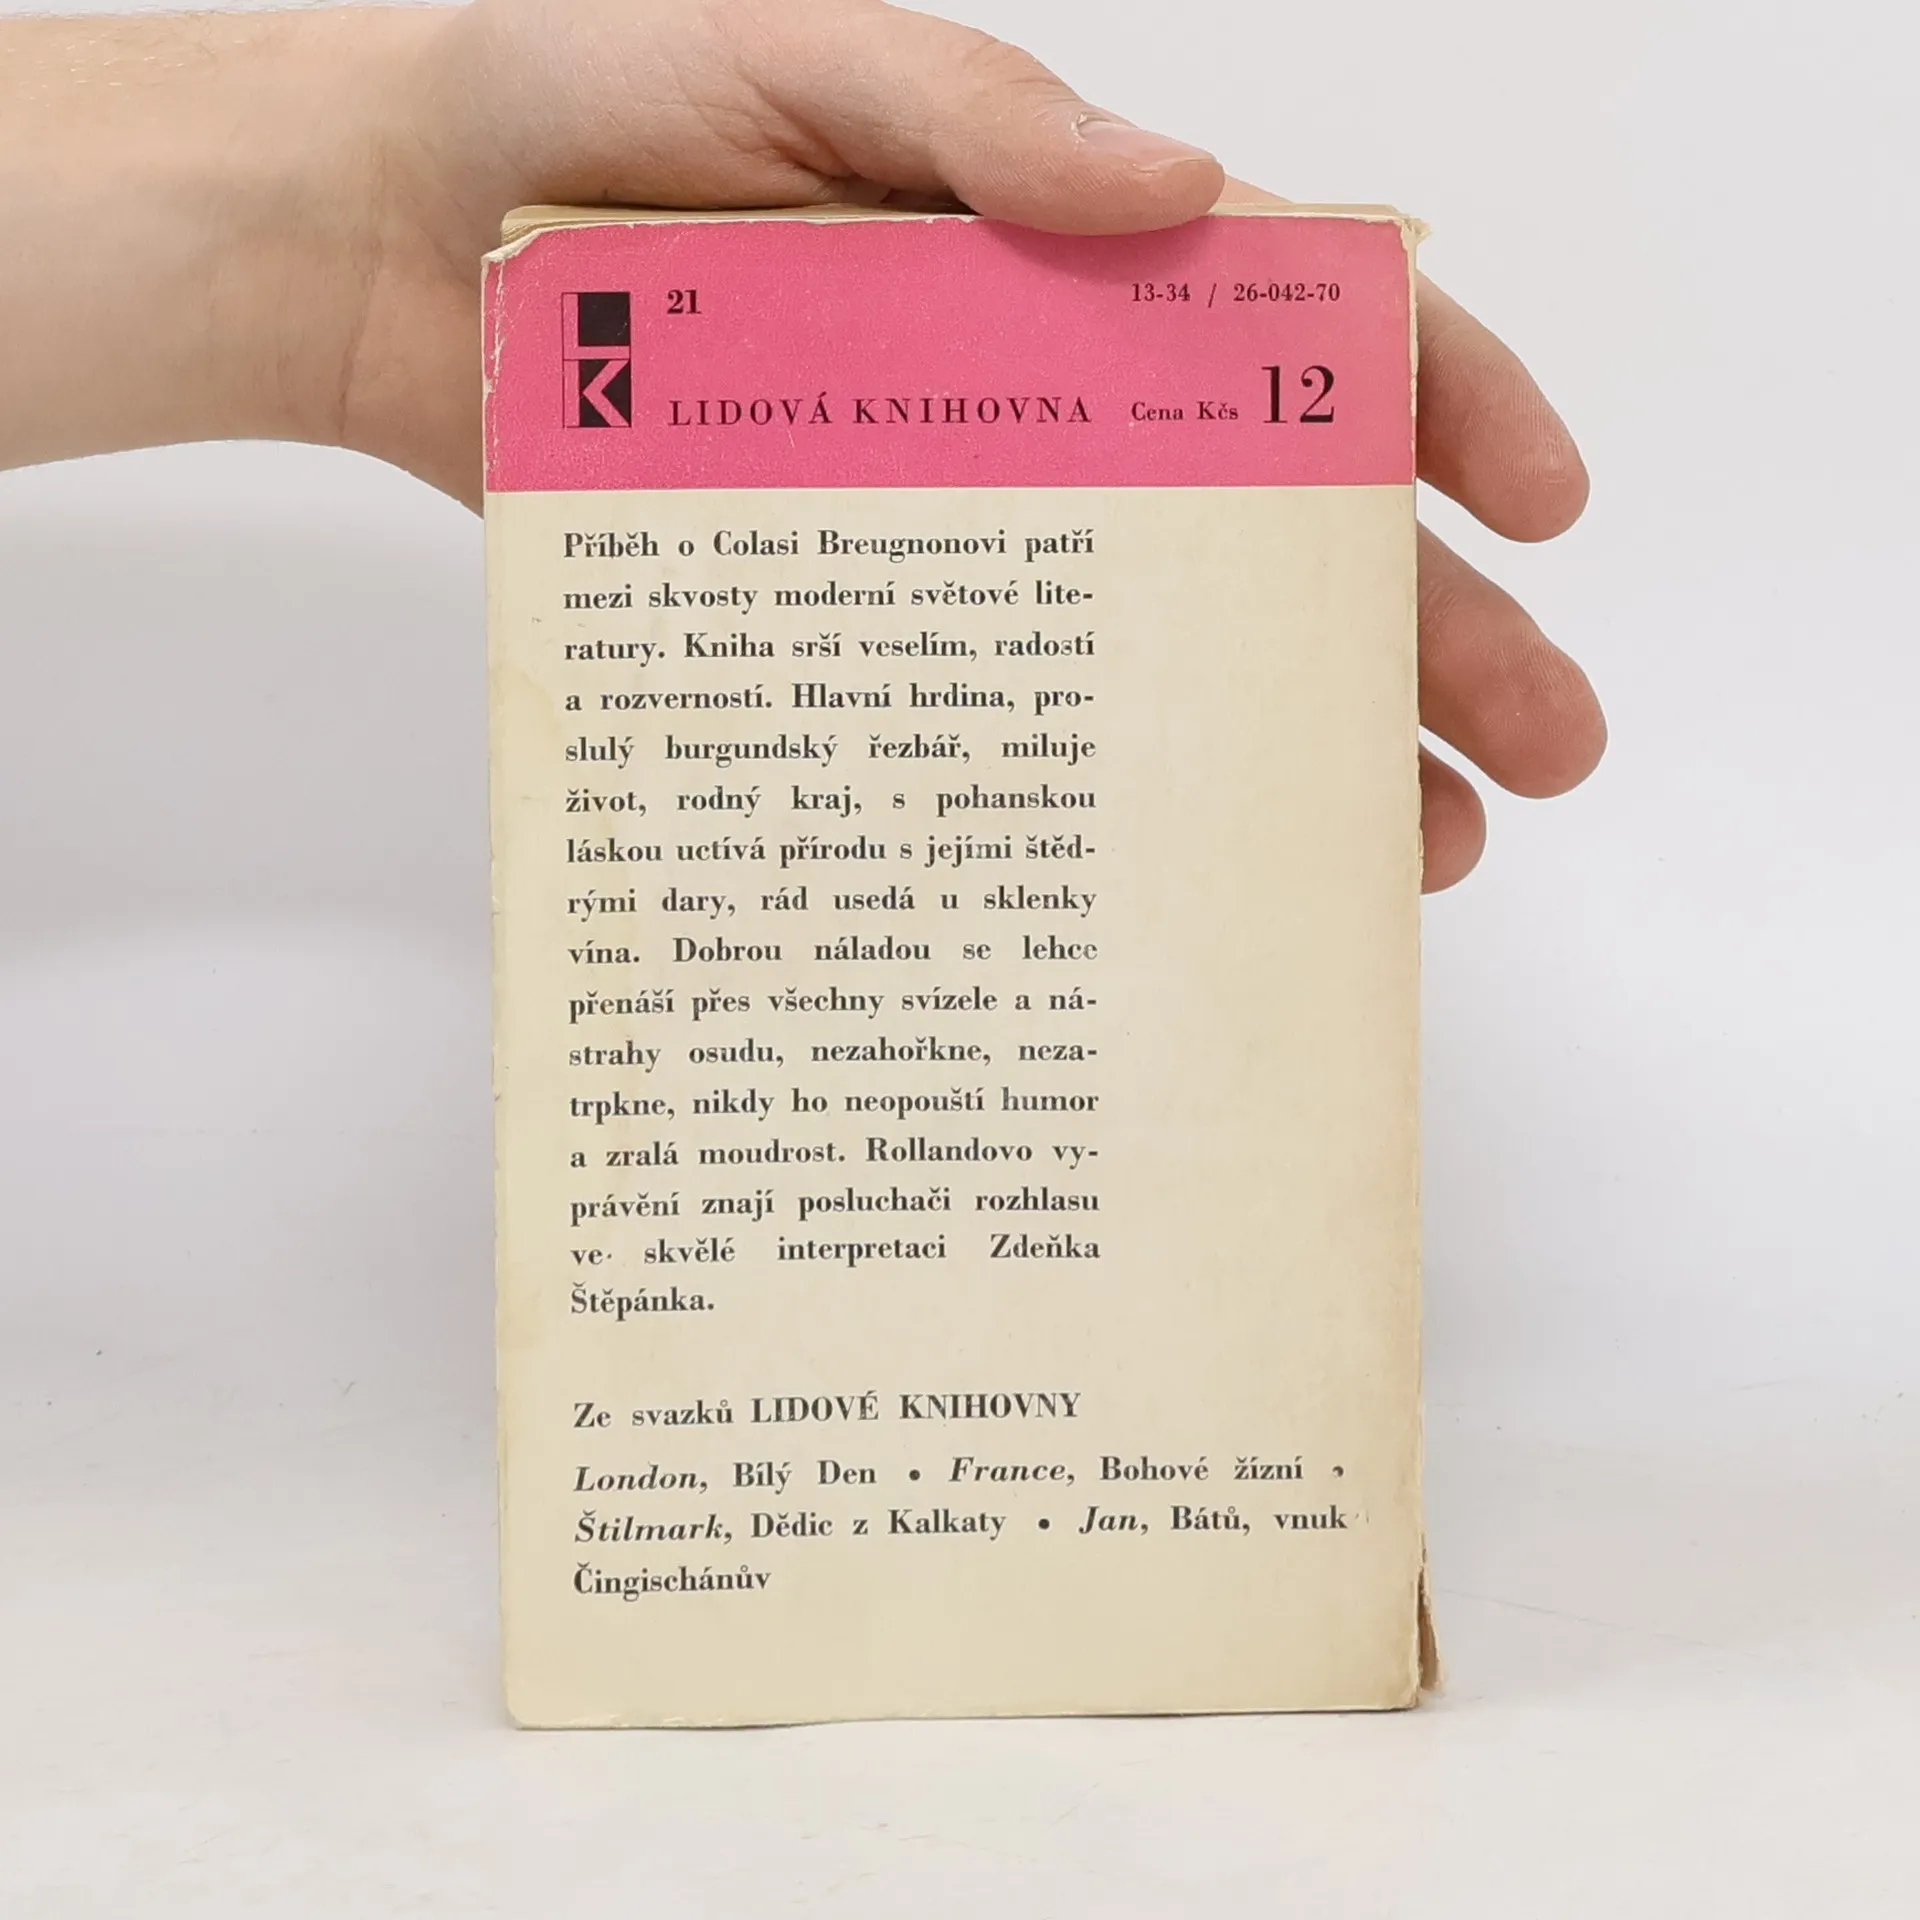 21
13-34 / 26-042-70
LK
LIDOVÁ KNIHOVNA
Cena Kčs 12
Příběh o Colasi Breugnonovi patří
mezi skvosty moderní světové lite-
ratury. Kniha srší veselím, radostí
a rozverností. Hlavní hrdina, pro-
slulý burgundský řezbář, miluje
život, rodný kraj, s pohanskou
láskou uctívá přírodu s jejími štěd-
rými dary, rád usedá u sklenky
vína. Dobrou náladou se lehce
přenáší přes všechny svízele a ná-
strahy osudu, nezahořkne, neza-
trpkne, nikdy ho neopouští humor
a zralá moudrost. Rollandovo vy-
právění znají posluchači rozhlasu
ve skvělé interpretaci Zdeňka
Štěpánka.
Ze svazků LIDOVÉ KNIHOVNY
London, Bílý Den • France, Bohové žízní •
Štilmark, Dědic z Kalkaty • Jan, Bátů, vnuk
Čingischánův